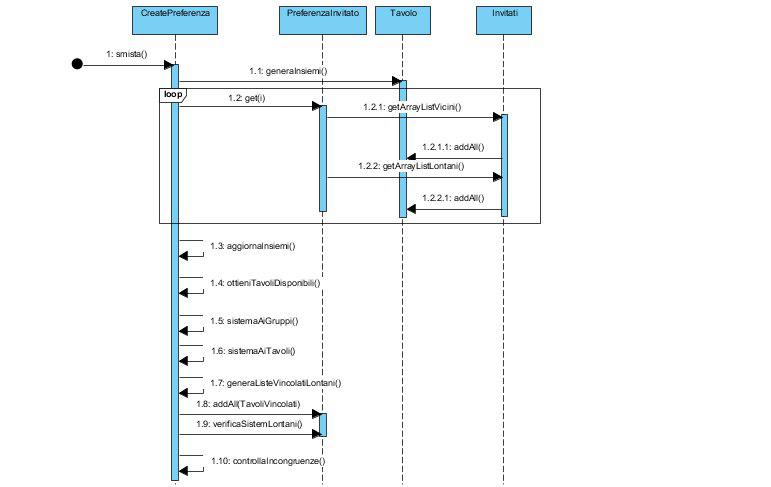 CreatePreferenza
PreferenzaInvitato
Tavolo
Invitati
1: smista()
1.1: generaInsiemi()
loop
1.2: get(i)
1.2.1: getArrayListVicini()
1.2.1.1: addAll()
1.2.2: getArrayListLontani()
1.2.2.1: addAll()
1.3: aggiornaInsiemi()
1.4: ottieniTavoliDisponibili()
1.5: sistemaAiGruppi()
1.6: sistemaAiTavoli()
1.7: generaListeVincolatiLontani()
1.8: addAll(TavoliVincolati)
1.9: verificaSistemLontani()
1.10: controllaIncongruenze()